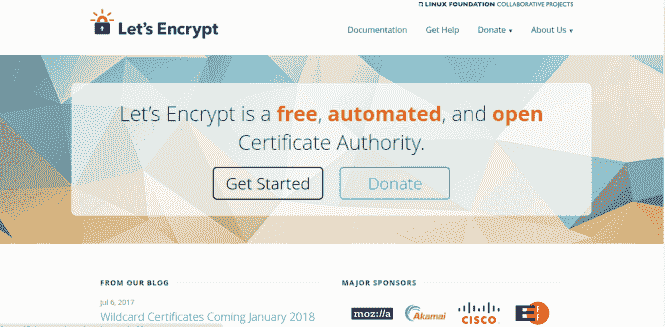 LINUX FOUNDATION COLLABORATIVE PROJECTS
Let's Encrypt
Documentation Get Help Donate ▾ About Us ▾
Let's Encrypt is a free, automated, and open
Certificate Authority.
Get Started Donate
FROM OUR BLOG
MAJOR SPONSORS
Jul 6, 2017
Wildcard Certificates Coming January 2018
moz://a Akamai CISCO EFF